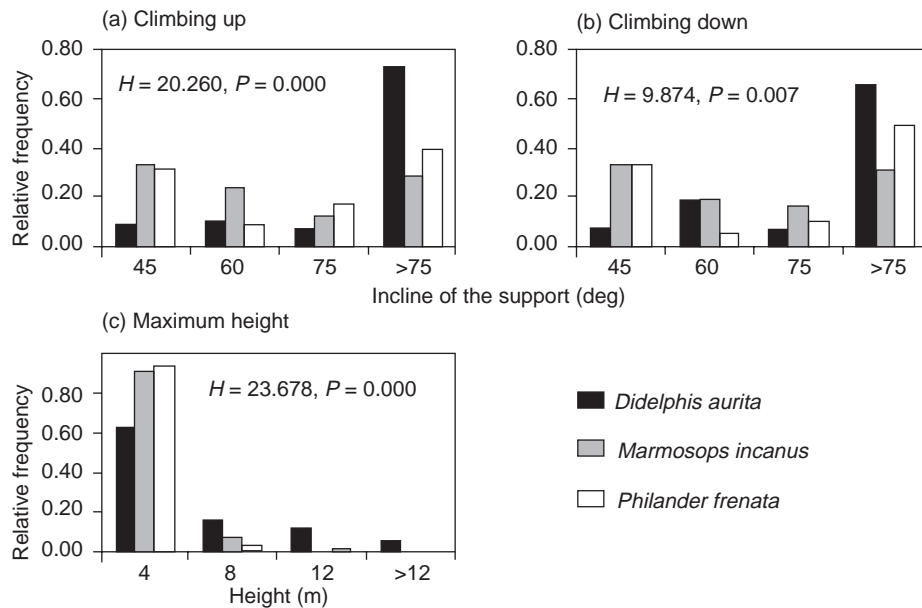 (a) Climbing up
(b) Climbing down
Relative frequency
0.80
0.60
0.40
0.20
0.00
H = 20.260, P = 0.000
45 60 75 >75
0.80
0.60
0.40
0.20
0.00
H = 9.874, P = 0.007
45 60 75 >75
Incline of the support (deg)
(c) Maximum height
Relative frequency
0.80
0.60
0.40
0.20
0.00
H = 23.678, P = 0.000
4 8 12 >12
Height (m)
Didelphis aurita
Marmosops incanus
Philander frenata